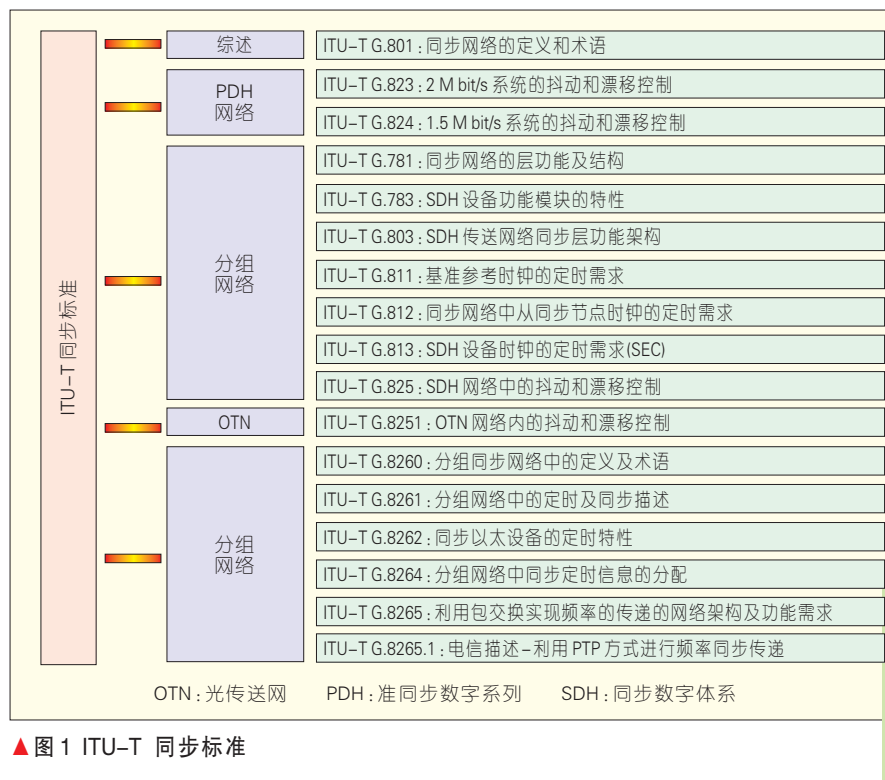 ITU-T 同步标准
综述
ITU-T G.801：同步网络的定义和术语
PDH
网络
ITU-T G.823：2 M bit/s 系统的抖动和漂移控制
ITU-T G.824：1.5 M bit/s 系统的抖动和漂移控制
分组
网络
ITU-T G.781：同步网络的层功能及结构
ITU-T G.783：SDH 设备功能模块的特性
ITU-T G.803：SDH 传送网络同步层功能架构
ITU-T G.811：基准参考时钟的定时需求
ITU-T G.812：同步网络中从同步节点时钟的定时需求
ITU-T G.813：SDH 设备时钟的定时需求(SEC)
ITU-T G.825：SDH 网络中的抖动和漂移控制
OTN
ITU-T G.8251：OTN 网络内的抖动和漂移控制
分组
网络
ITU-T G.8260：分组同步网络中的定义及术语
ITU-T G.8261：分组网络中的定时及同步描述
ITU-T G.8262：同步以太设备的定时特性
ITU-T G.8264：分组网络中同步定时信息的分配
ITU-T G.8265：利用包交换实现频率的传递的网络架构及功能需求
ITU-T G.8265.1：电信描述-利用 PTP 方式进行频率同步传递
OTN：光传送网 PDH：准同步数字系列 SDH：同步数字体系
▲图 1 ITU-T 同步标准